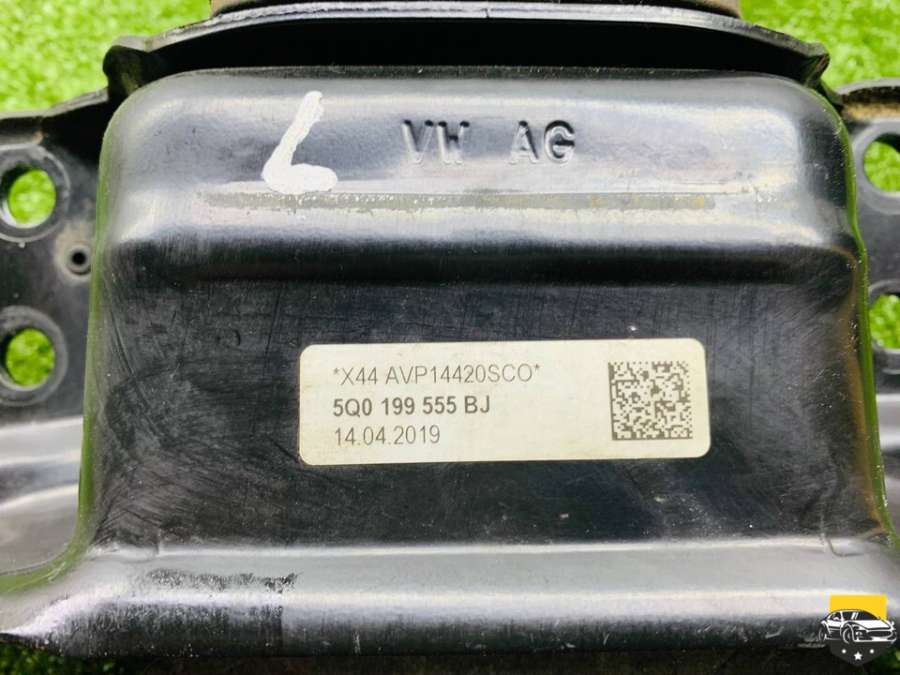 VW AG
L
*X44 AVP14420SCO*
5Q0 199 555 BJ
14.04.2019